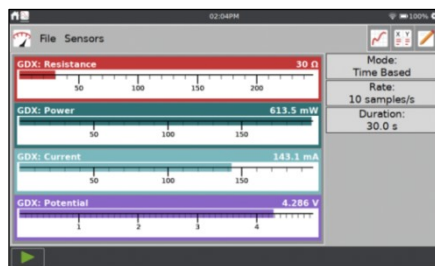 02:04PM 100%
File Sensors
GDX: Resistance 30 Ω
50 100 150 200
GDX: Power 613.5 mW
50 100 150
GDX: Current 143.1 mA
50 100 150
GDX: Potential 4.286 V
1 2 3 4
Mode:
Time Based
Rate:
10 samples/s
Duration:
30.0 s